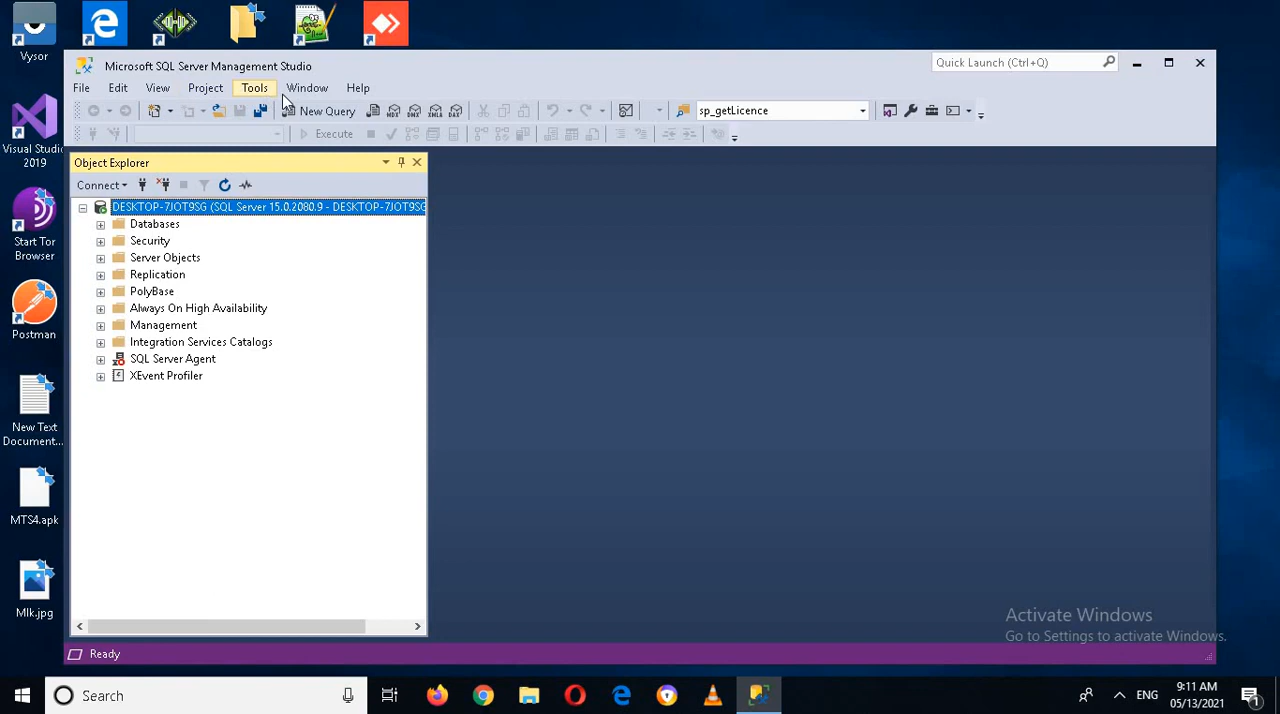 Vysor
Microsoft SQL Server Management Studio
Quick Launch (Ctrl+Q)
File Edit View Project Tools Window Help
New Query
sp_getLicence
Execute
Visual Studio
2019
Object Explorer
Connect
DESKTOP-7JOT9SG (SQL Server 15.0.2080.9 - DESKTOP-7JOT9SG
Databases
Security
Server Objects
Replication
PolyBase
Always On High Availability
Management
Integration Services Catalogs
SQL Server Agent
XEvent Profiler
Start Tor
Browser
Postman
New Text
Document...
MTS4.apk
Mlk.jpg
Activate Windows
Go to Settings to activate Windows.
Ready
Search
ENG
9:11 AM
05/13/2021
1